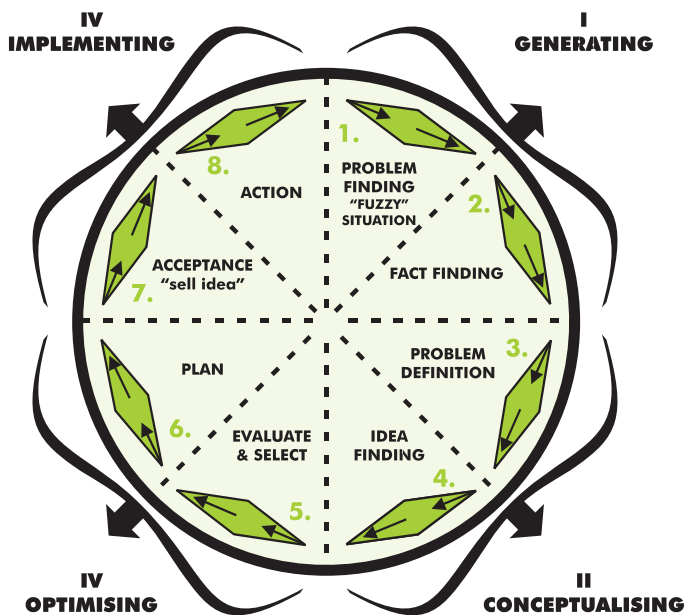 IV
IMPLEMENTING
I
GENERATING
1.
PROBLEM
FINDING
"FUZZY"
SITUATION
2.
FACT FINDING
3.
PROBLEM
DEFINITION
4.
IDEA
FINDING
5.
EVALUATE
& SELECT
6.
PLAN
7.
ACCEPTANCE
"sell idea"
8.
ACTION
IV
OPTIMISING
II
CONCEPTUALISING